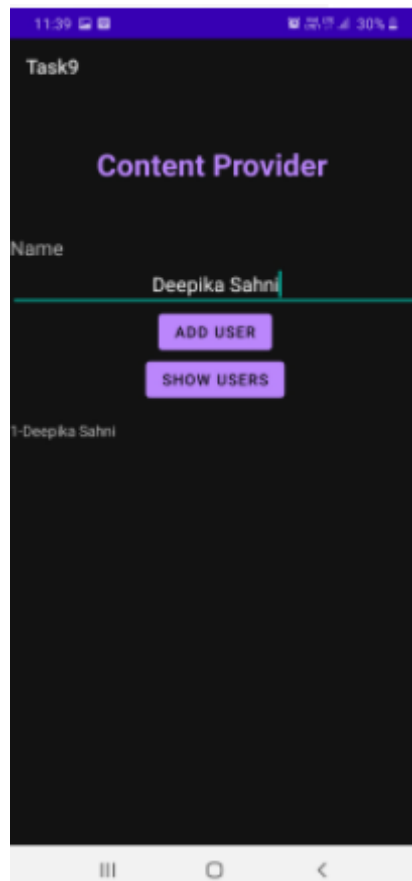 11:39 30%
Task9
Content Provider
Name
Deepika Sahni
ADD USER
SHOW USERS
1-Deepika Sahni